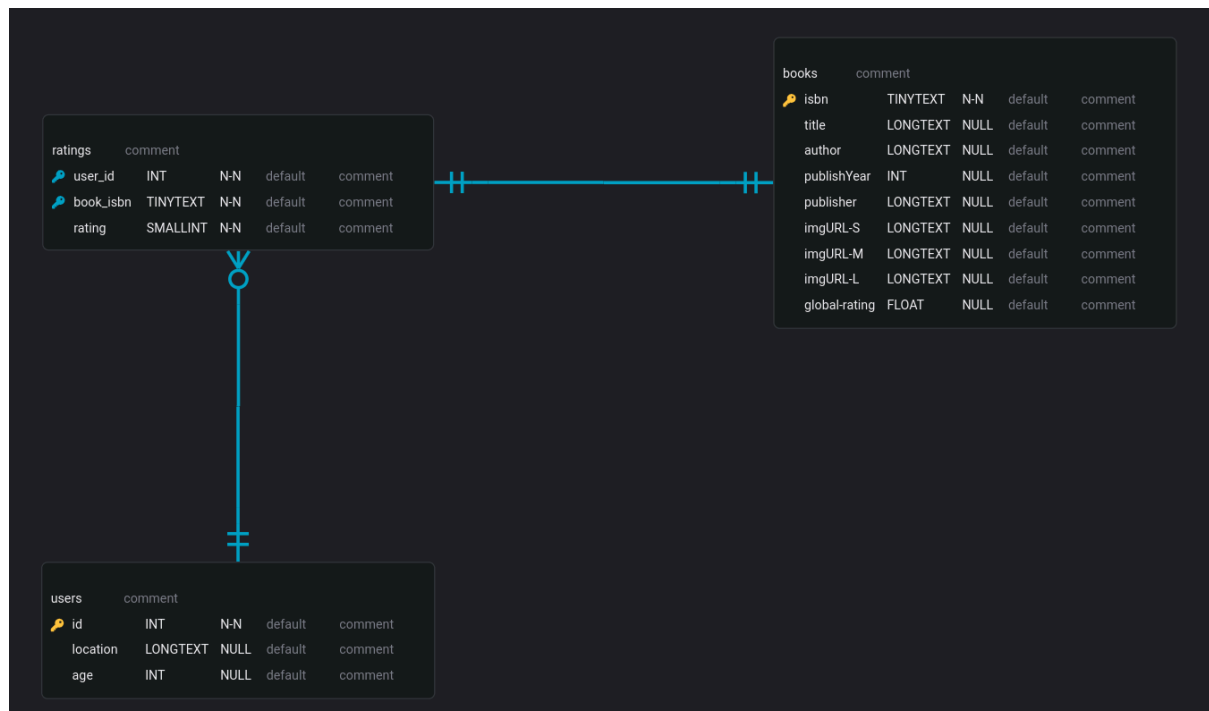 books comment
isbn TINYTEXT N-N default comment
title LONGTEXT NULL default comment
author LONGTEXT NULL default comment
publishYear INT NULL default comment
publisher LONGTEXT NULL default comment
imgURL-S LONGTEXT NULL default comment
imgURL-M LONGTEXT NULL default comment
imgURL-L LONGTEXT NULL default comment
global-rating FLOAT NULL default comment
ratings comment
user_id INT N-N default comment
book_isbn TINYTEXT N-N default comment
rating SMALLINT N-N default comment
users comment
id INT N-N default comment
location LONGTEXT NULL default comment
age INT NULL default comment